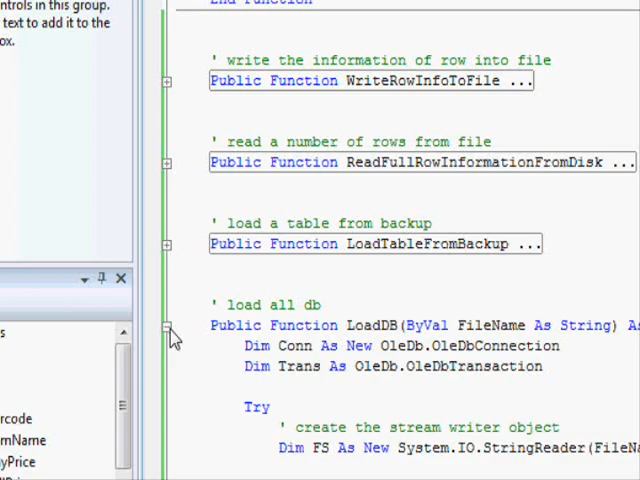 ntrols in this group.
text to add it to the
ox.
End Function
' write the information of row into file
Public Function WriteRowInfoToFile ...
' read a number of rows from file
Public Function ReadFullRowInformationFromDisk ...
' load a table from backup
Public Function LoadTableFromBackup ...
' load all db
Public Function LoadDB(ByVal FileName As String) As
Dim Conn As New OleDb.OleDbConnection
Dim Trans As OleDb.OleDbTransaction
Try
' create the stream writer object
Dim FS As New System.IO.StringReader(FileNa
s
rcode
mName
yPrice